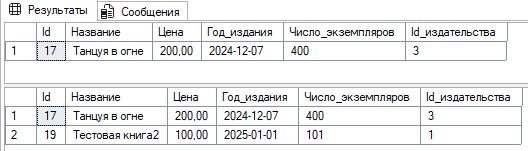 Результаты Сообщения
Id Название Цена Год_издания Число_экземпляров Id_издательства
1 17 Танцуя в огне 200,00 2024-12-07 400 3
Id Название Цена Год_издания Число_экземпляров Id_издательства
1 17 Танцуя в огне 200,00 2024-12-07 400 3
2 19 Тестовая книга2 100,00 2025-01-01 101 1